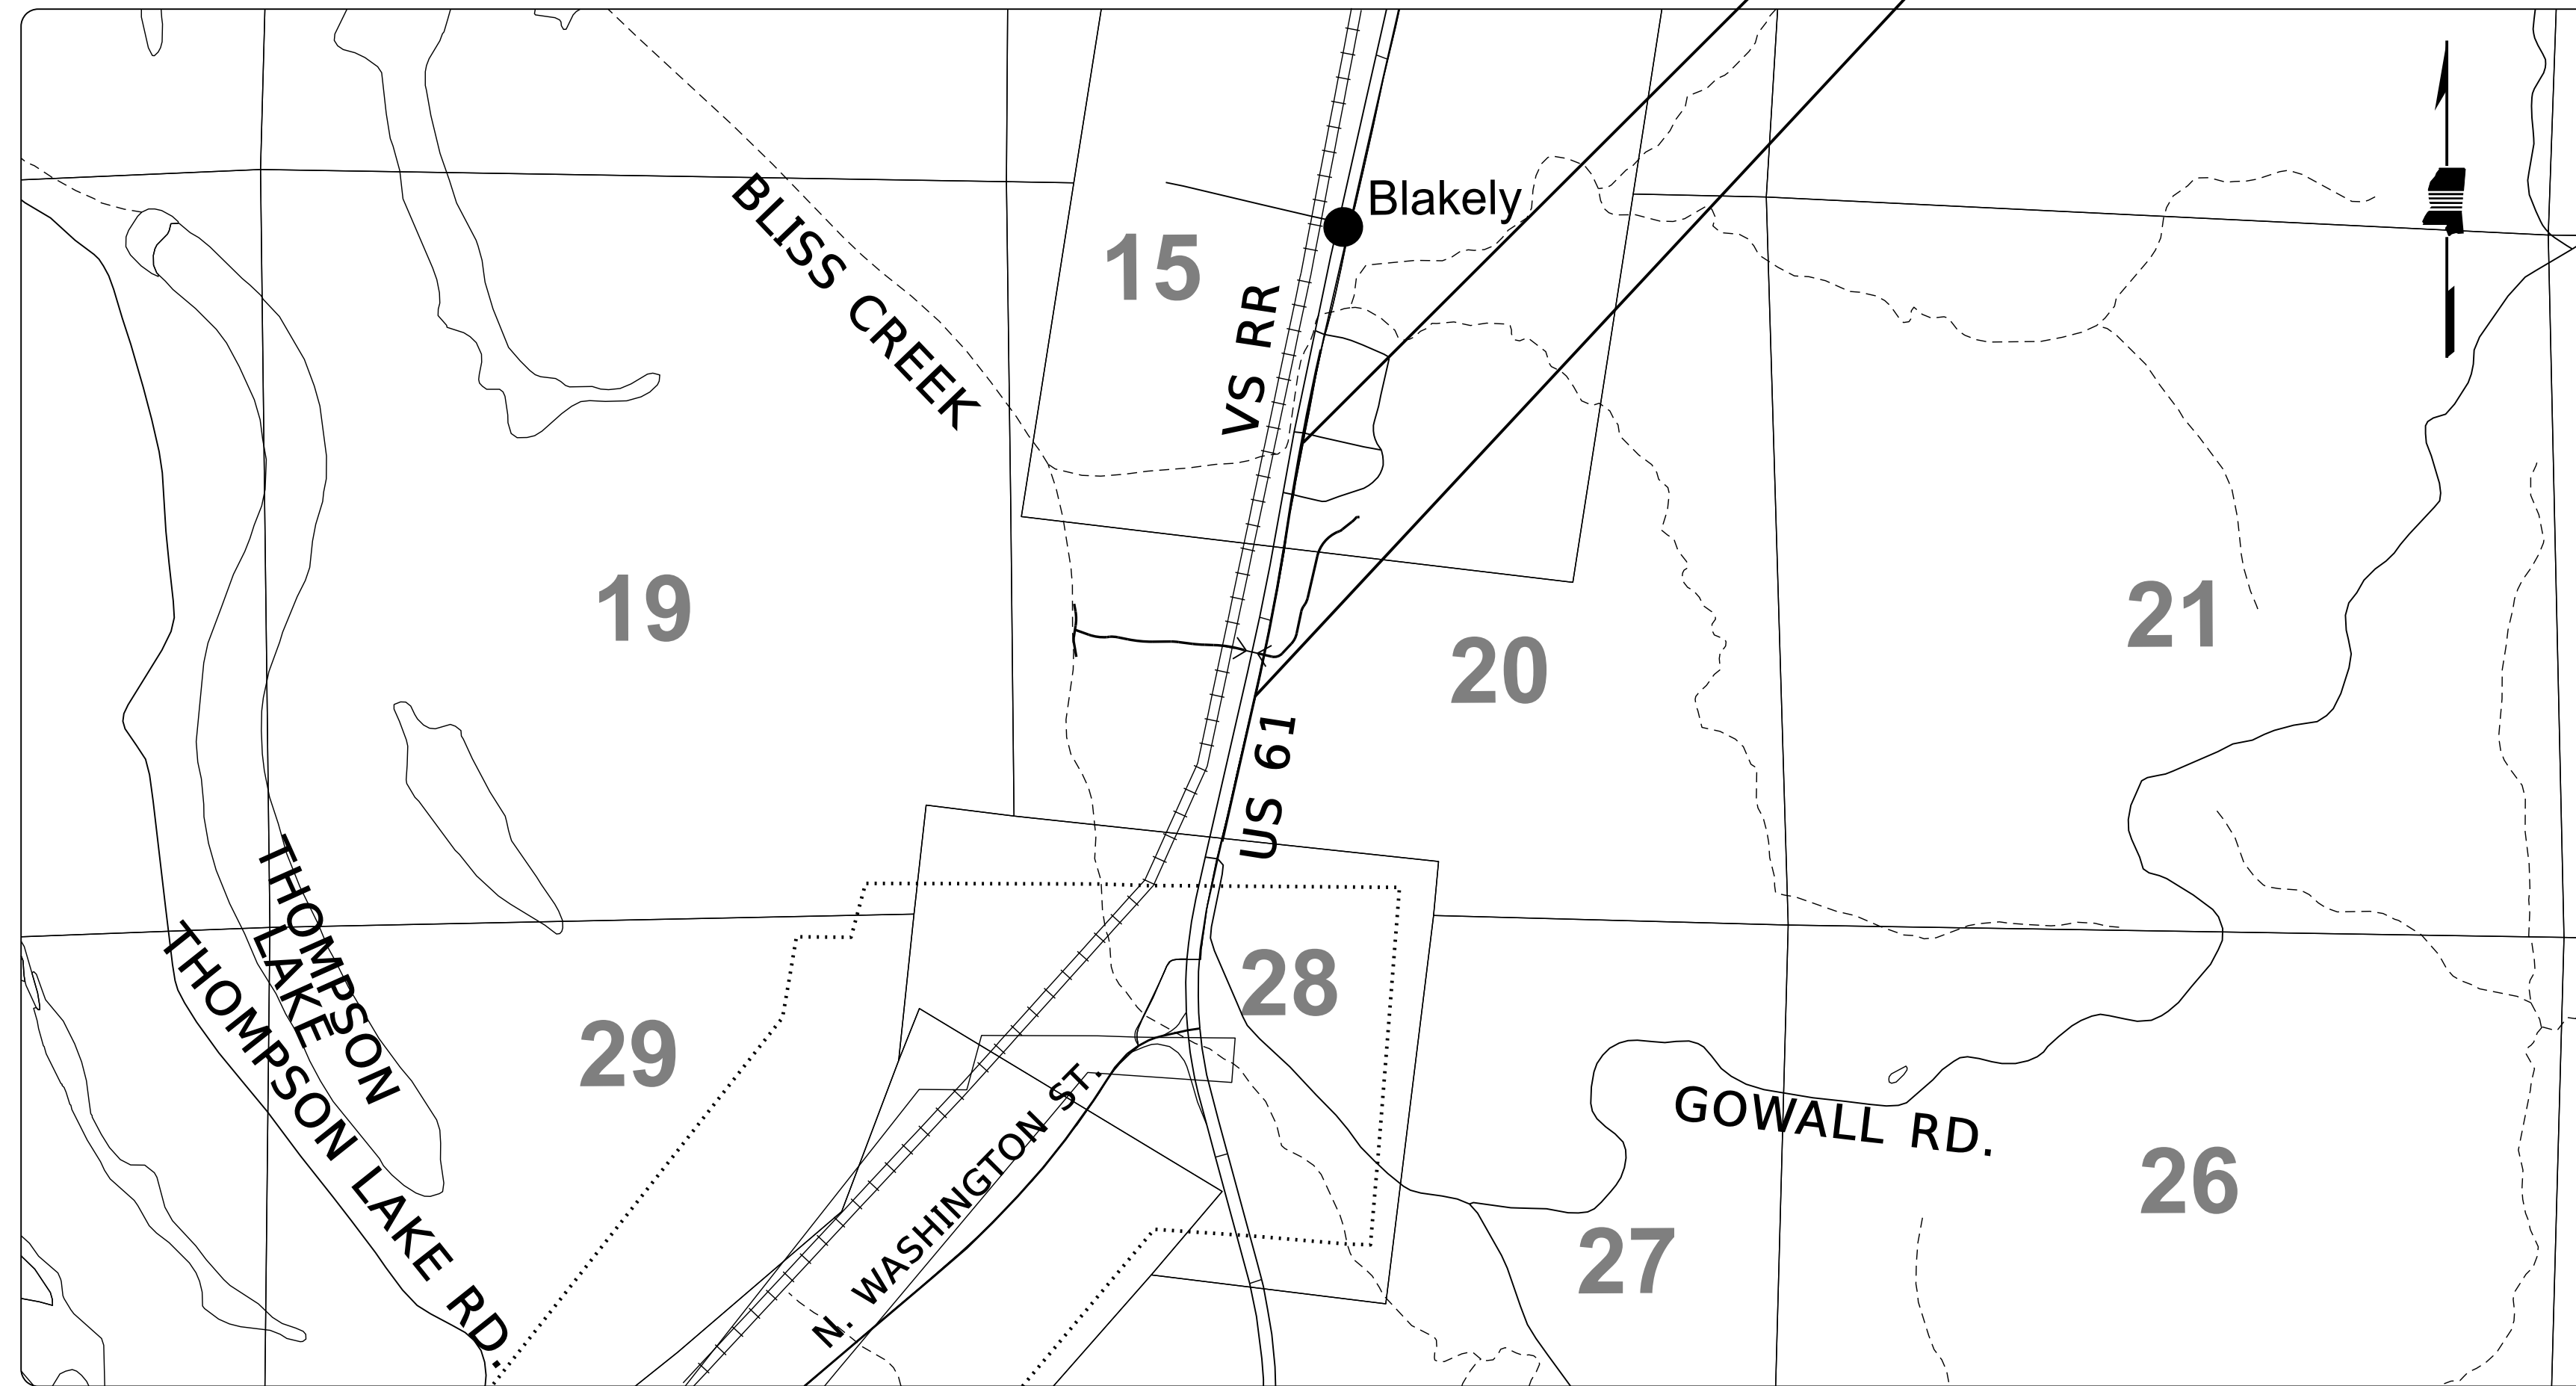 Blakely
BLISS CREEK
15
VS RR
19
20
21
US 61
THOMPSON
LAKE
THOMPSON LAKE RD.
28
29
N. WASHINGTON ST.
GOWALL RD.
27
26